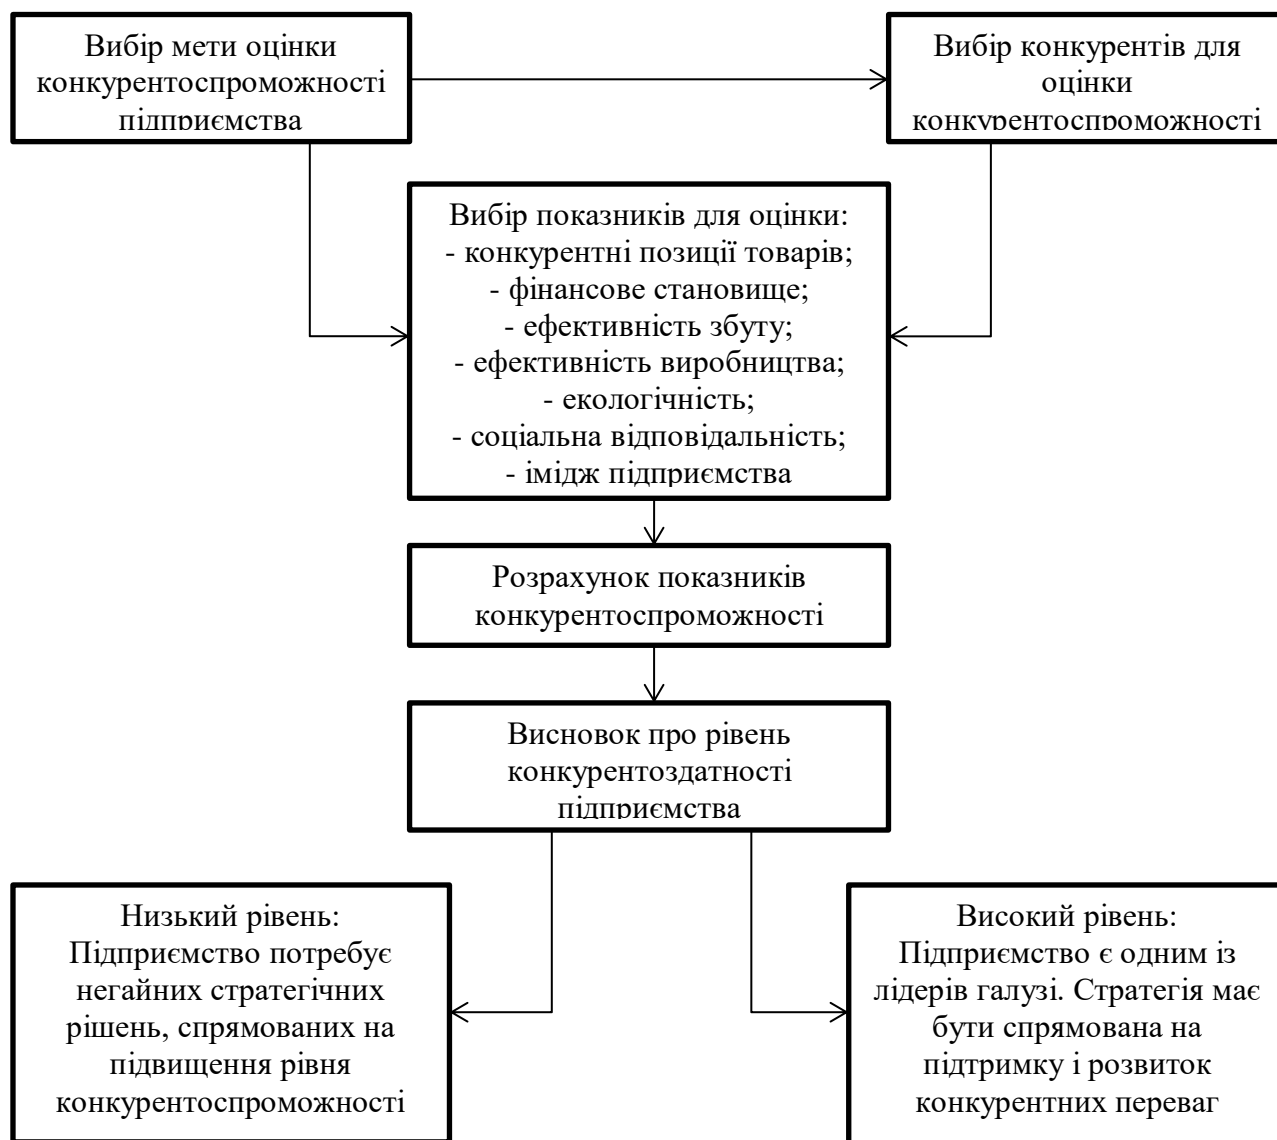 Вибір мети оцінки
конкурентоспроможності
підприємства
Вибір конкурентів для
оцінки
конкурентоспроможності
Вибір показників для оцінки:
- конкурентні позиції товарів;
- фінансове становище;
- ефективність збуту;
- ефективність виробництва;
- екологічність;
- соціальна відповідальність;
- імідж підприємства
Розрахунок показників
конкурентоспроможності
Висновок про рівень
конкурентоздатності
підприємства
Низький рівень:
Підприємство потребує
негайних стратегічних
рішень, спрямованих на
підвищення рівня
конкурентоспроможності
Високий рівень:
Підприємство є одним із
лідерів галузі. Стратегія має
бути спрямована на
підтримку і розвиток
конкурентних переваг